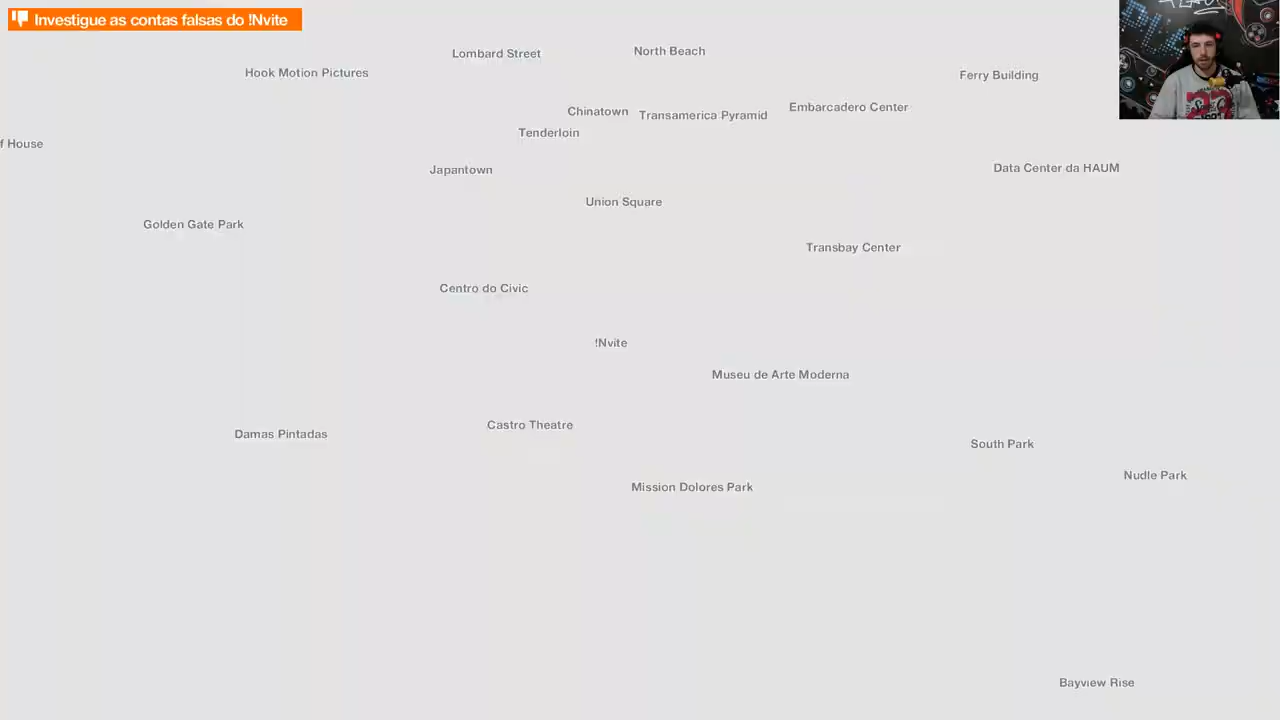 Investigue as contas falsas do !Nvite
Lombard Street
North Beach
Hook Motion Pictures
Ferry Building
Chinatown
Transamerica Pyramid
Embarcadero Center
Tenderloin
f House
Japantown
Data Center da HAUM
Union Square
Golden Gate Park
Transbay Center
Centro do Civic
!Nvite
Museu de Arte Moderna
Castro Theatre
Damas Pintadas
South Park
Nudle Park
Mission Dolores Park
Bayview Rise